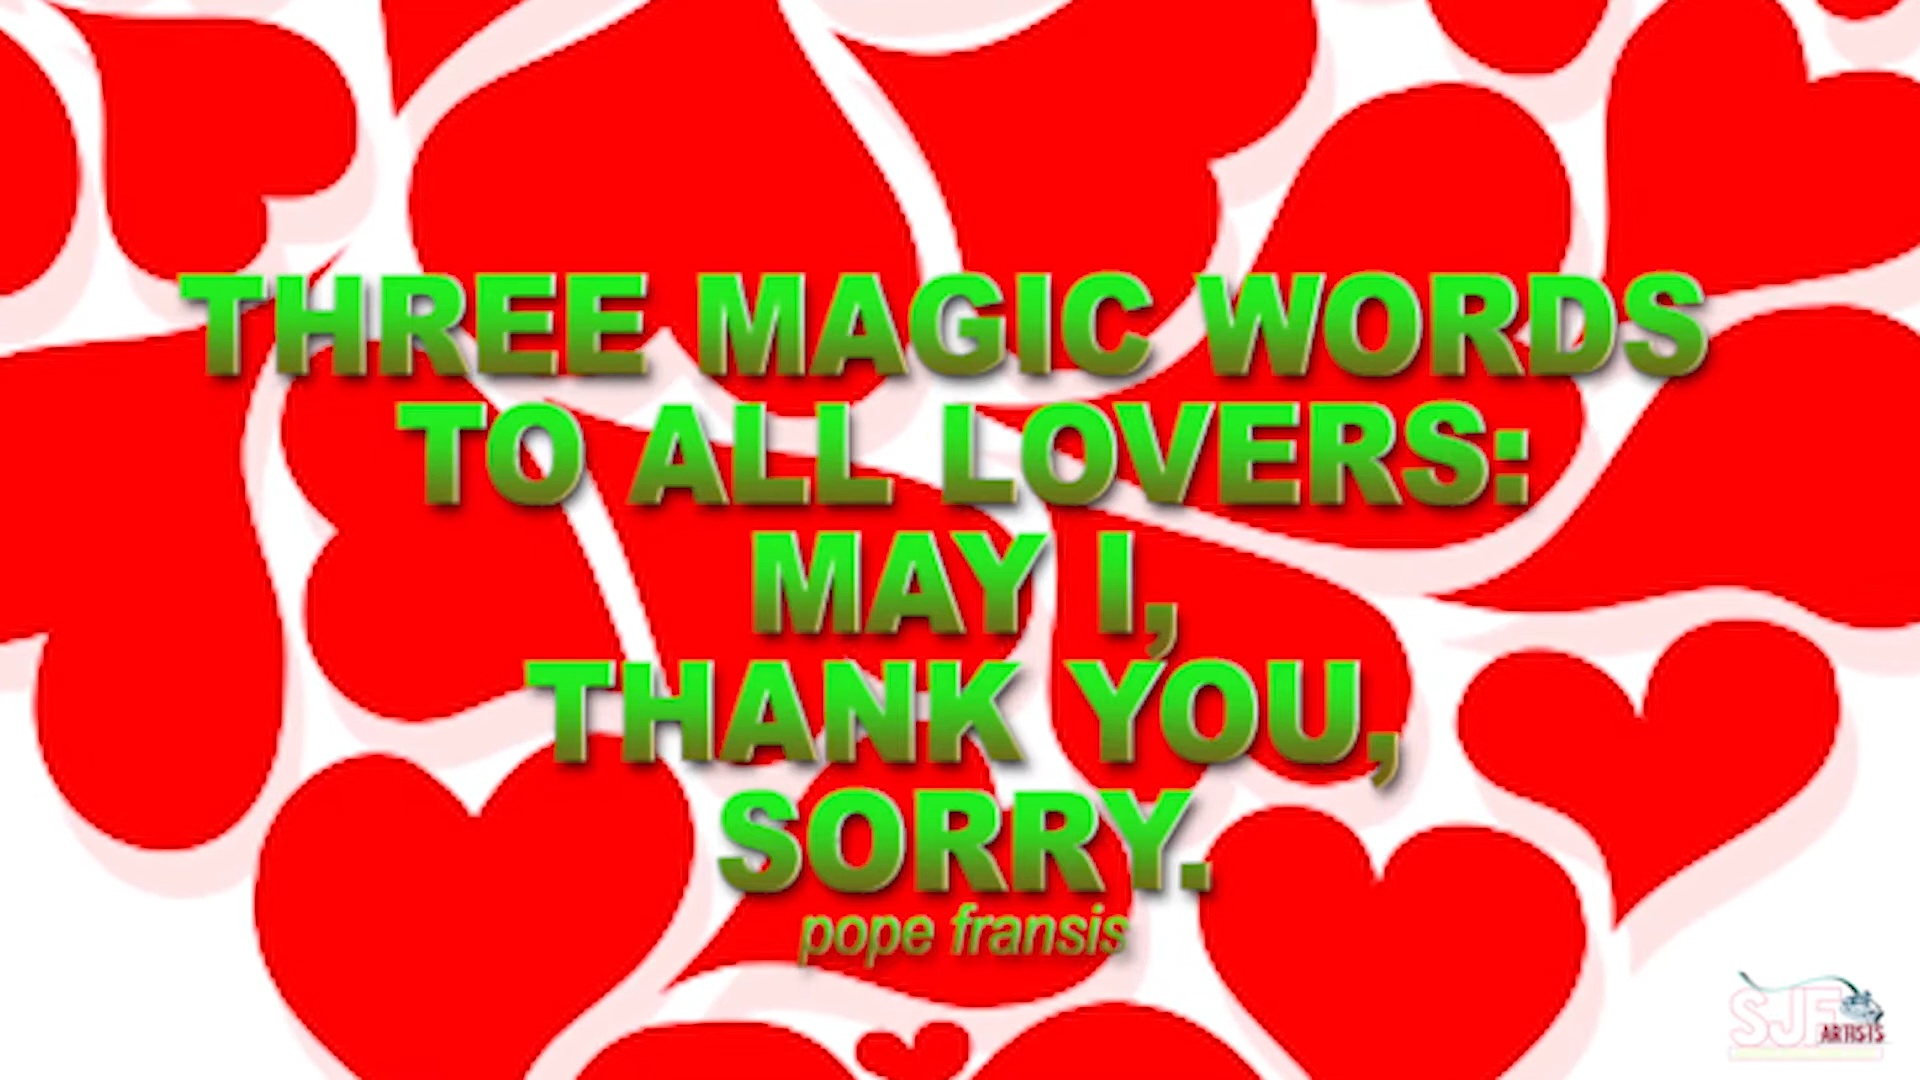 THREE MAGIC WORDS
TO ALL LOVERS:
MAY I,
THANK YOU,
SORRY.
pope fransis
SJF
ARTISTS